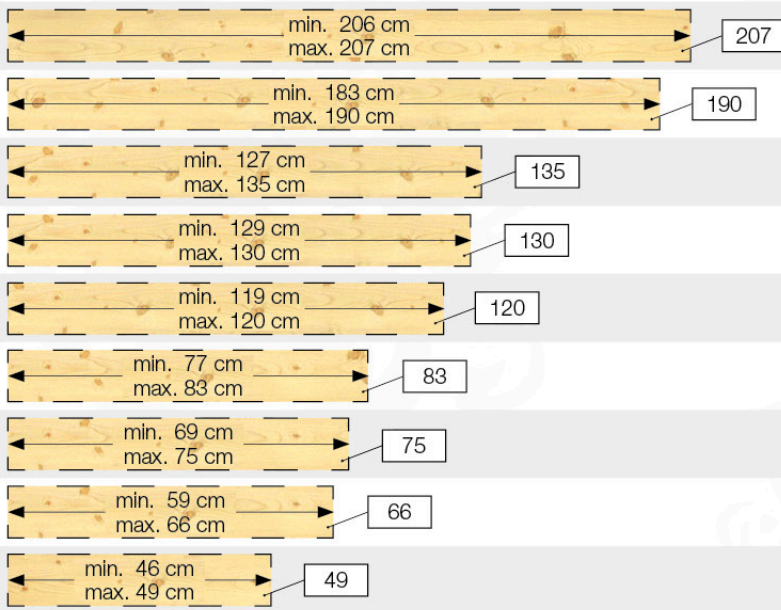 min. 206 cm
max. 207 cm
207
min. 183 cm
max. 190 cm
190
min. 127 cm
max. 135 cm
135
min. 129 cm
max. 130 cm
130
min. 119 cm
max. 120 cm
120
min. 77 cm
max. 83 cm
83
min. 69 cm
max. 75 cm
75
min. 59 cm
max. 66 cm
66
min. 46 cm
max. 49 cm
49